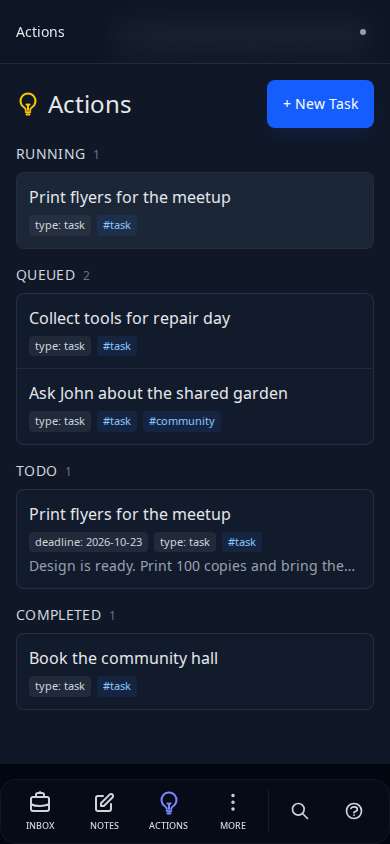 Actions
Actions
+ New Task
RUNNING 1
Print flyers for the meetup
type: task #task
QUEUED 2
Collect tools for repair day
type: task #task
Ask John about the shared garden
type: task #task #community
TODO 1
Print flyers for the meetup
deadline: 2026-10-23 type: task #task
Design is ready. Print 100 copies and bring the...
COMPLETED 1
Book the community hall
type: task #task
INBOX NOTES ACTIONS MORE